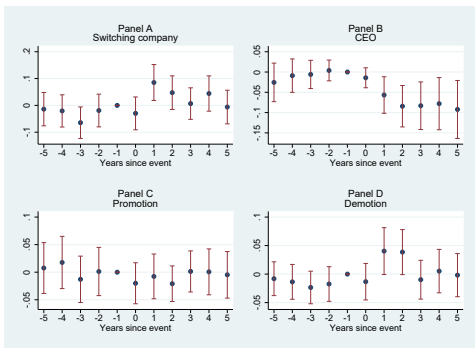 Panel A
Switching company
.2
.1
0
-.1
-5 -4 -3 -2 -1 0 1 2 3 4 5
Years since event
Panel B
CEO
.05
0
-.05
-.1
-.15
-5 -4 -3 -2 -1 0 1 2 3 4 5
Years since event
Panel C
Promotion
.1
.05
0
-.05
-5 -4 -3 -2 -1 0 1 2 3 4 5
Years since event
Panel D
Demotion
.1
.05
0
-.05
-5 -4 -3 -2 -1 0 1 2 3 4 5
Years since event